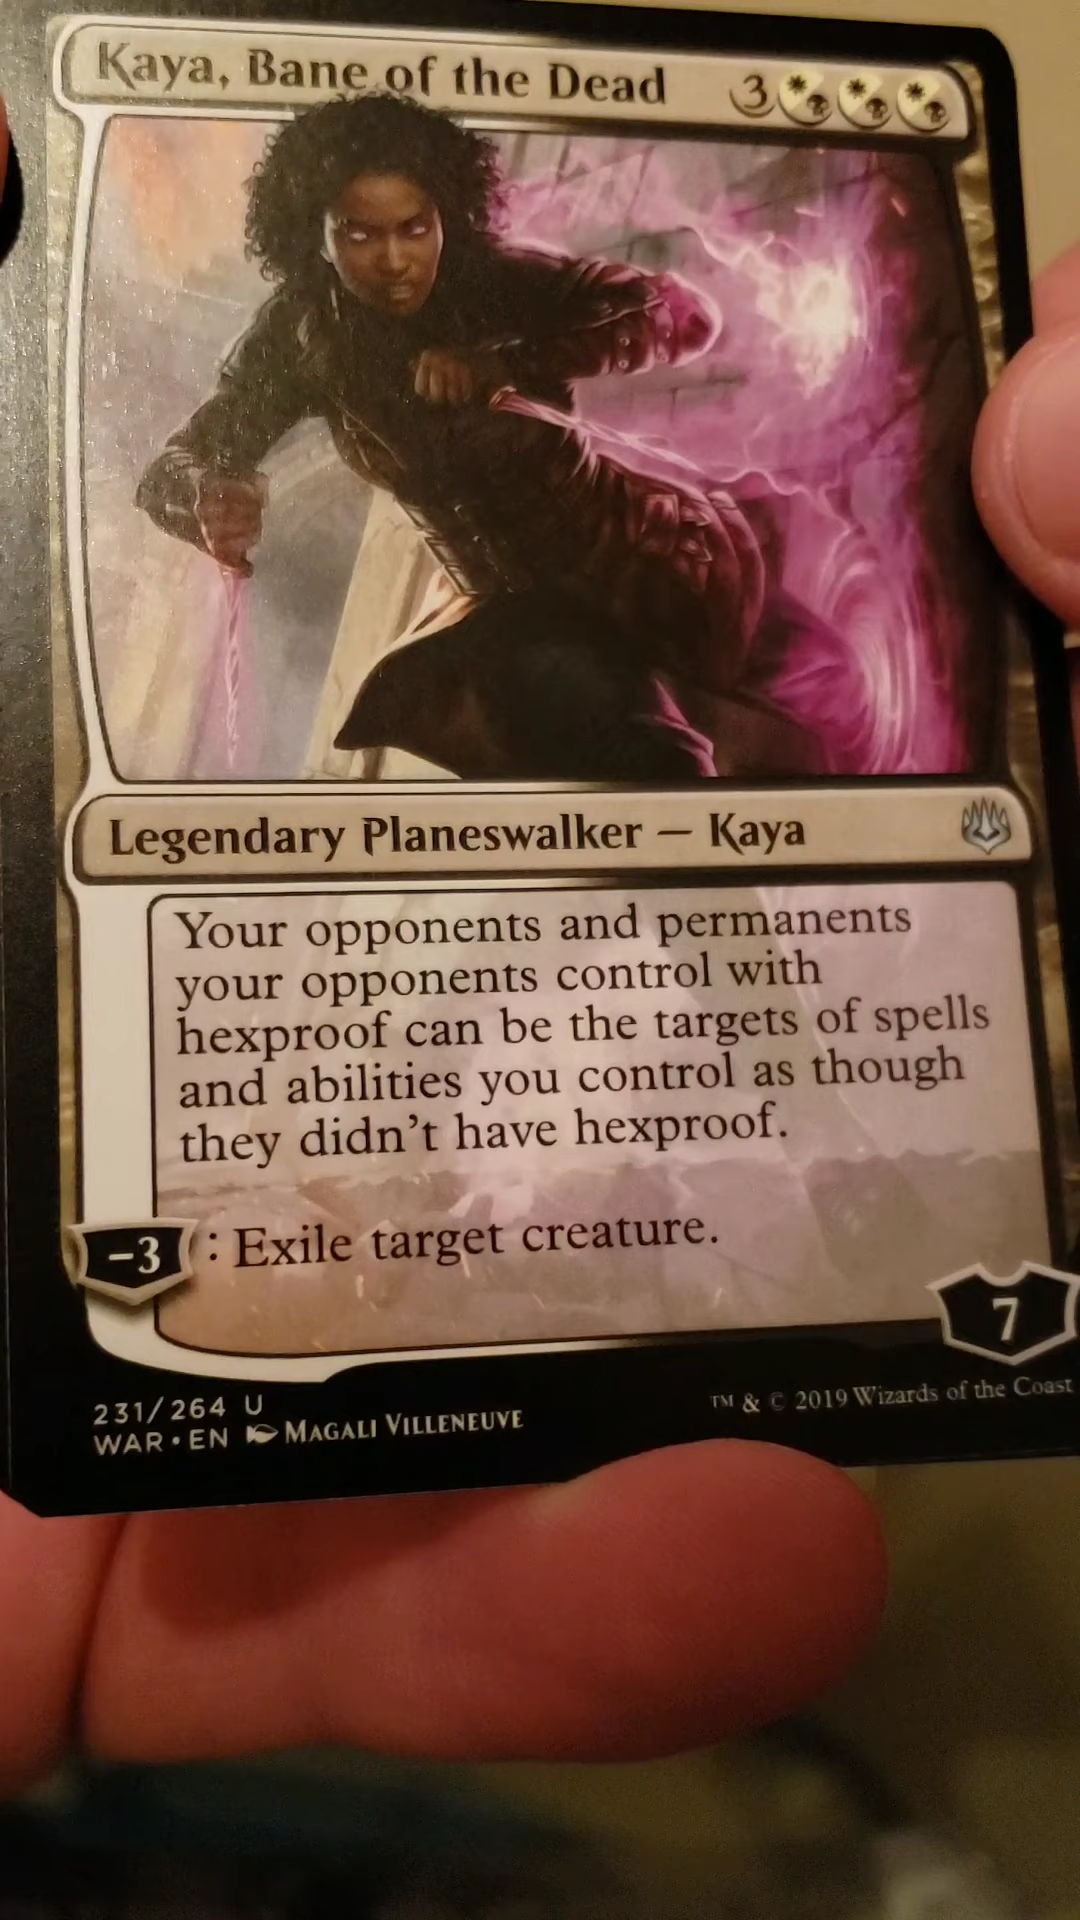 Kaya, Bane of the Dead 3
Legendary Planeswalker — Kaya
Your opponents and permanents
your opponents control with
hexproof can be the targets of spells
and abilities you control as though
they didn't have hexproof.
−3 : Exile target creature.
7
231/264 U
WAR • EN MAGALI VILLENEUVE
™ & © 2019 Wizards of the Coast